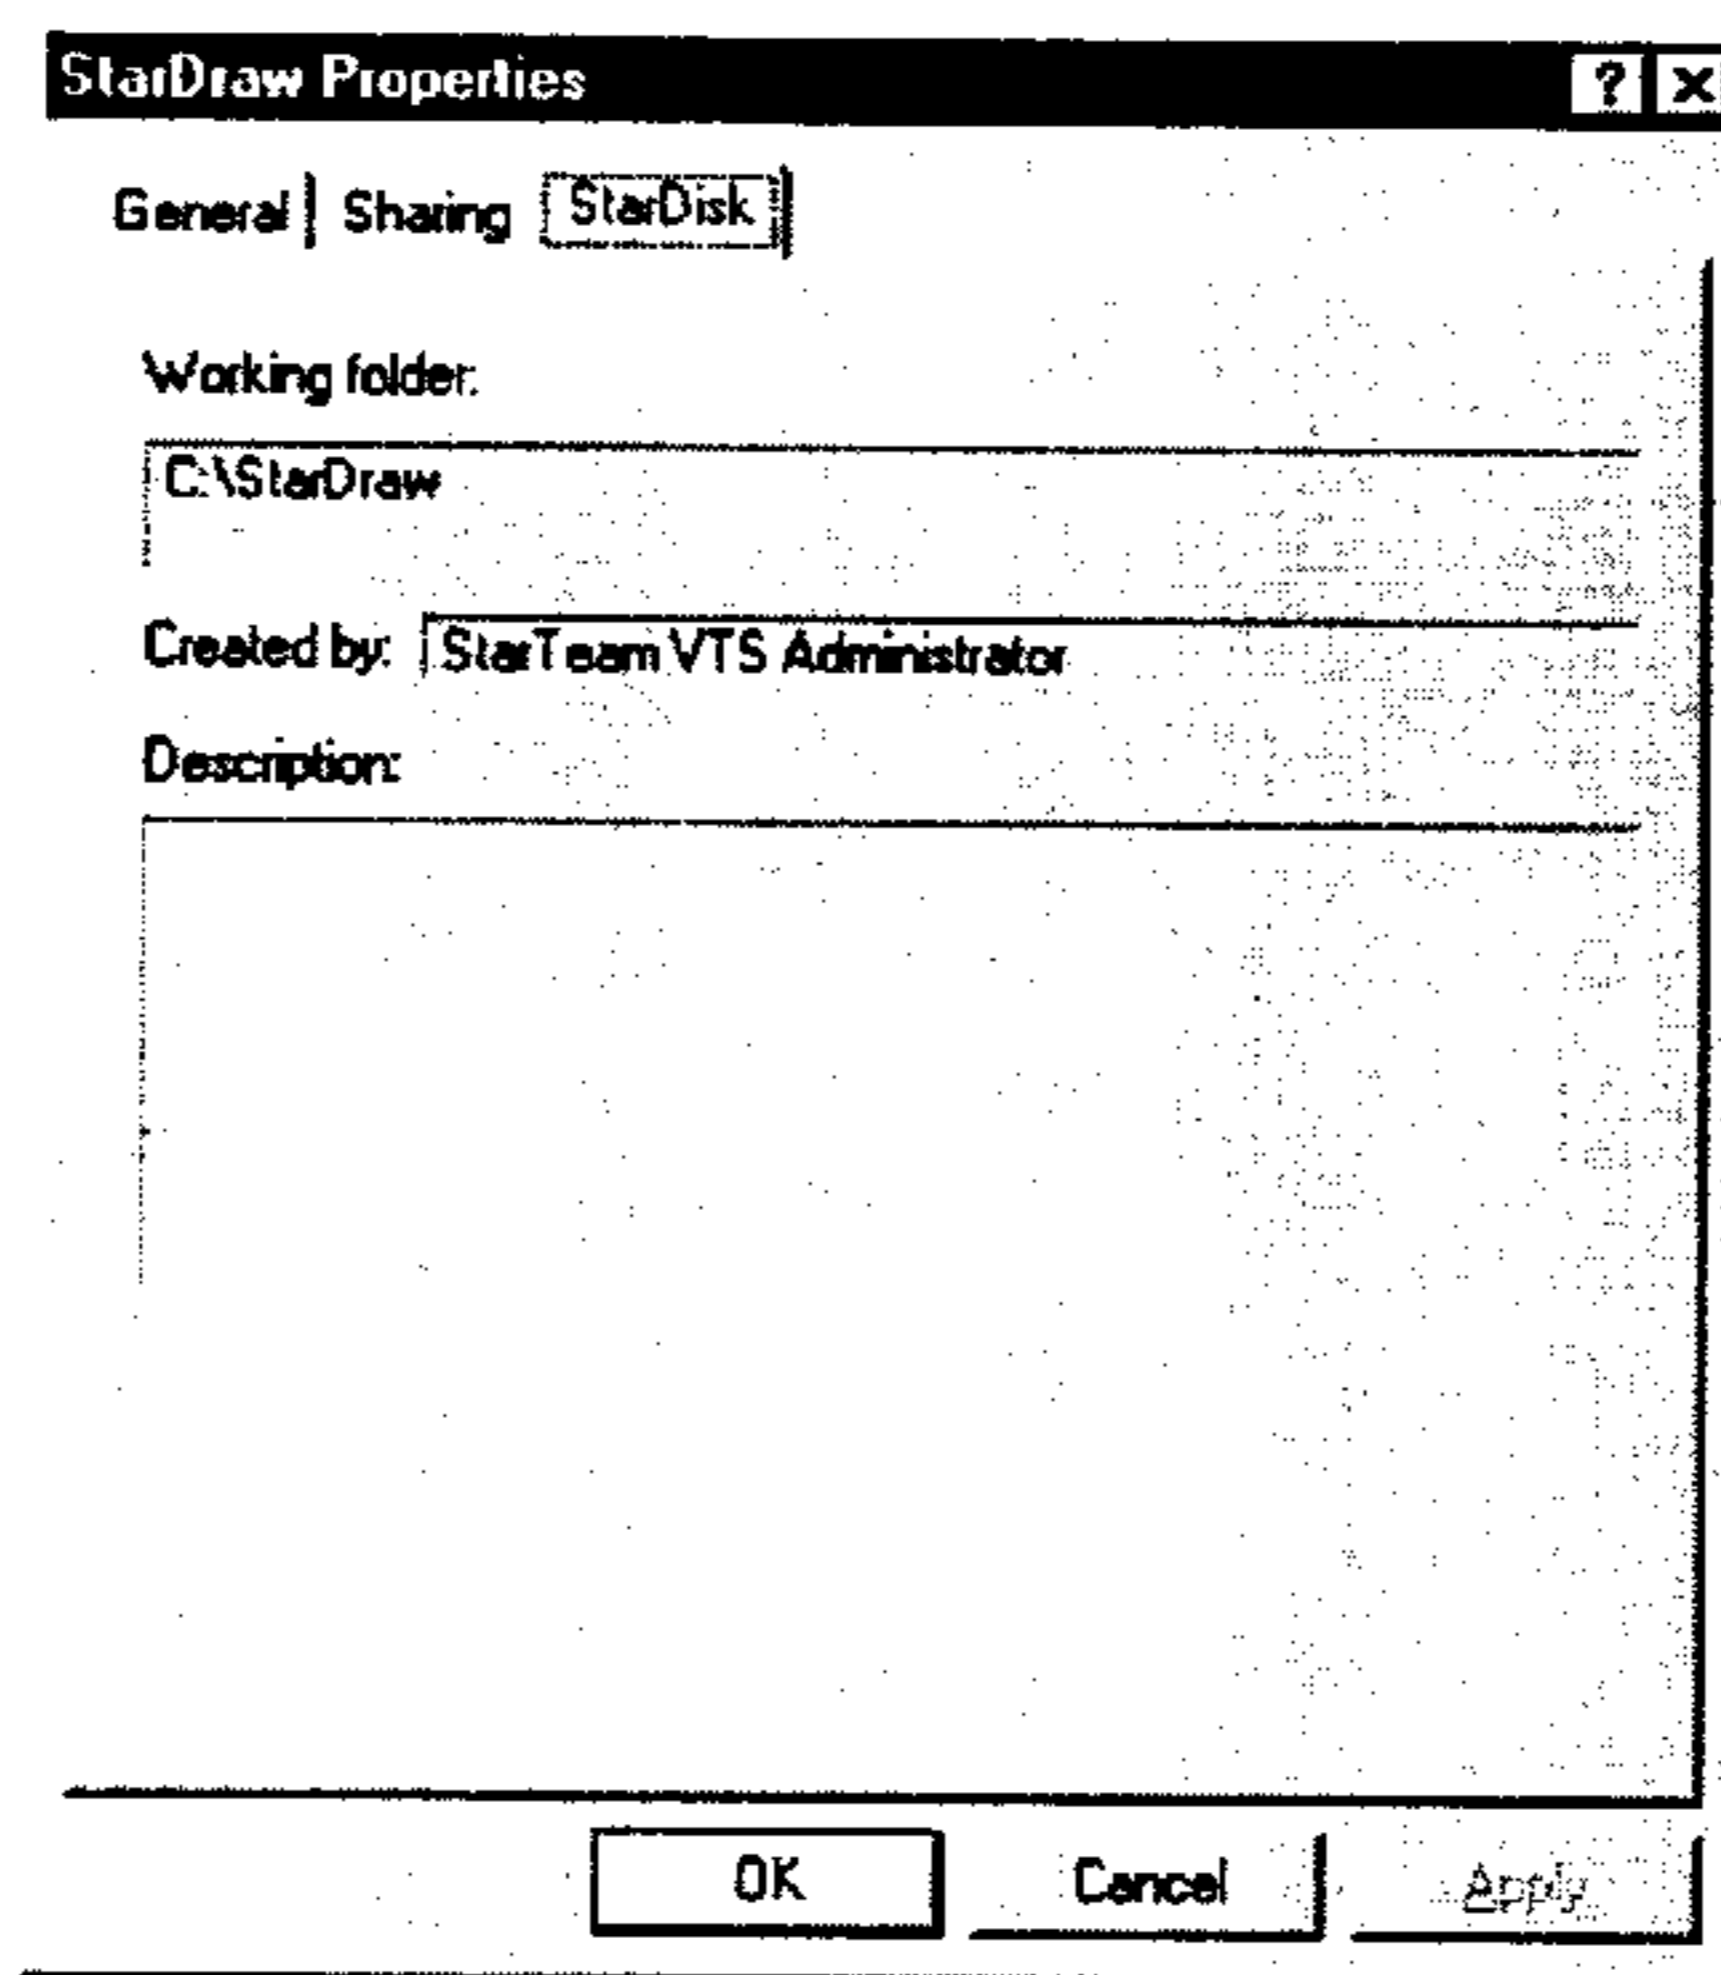 StarDraw Properties ? X
General Sharing StarDisk
Working folder:
C:\StarDraw
Created by: StarTeam VTS Administrator
Description:
OK Cancel Apply